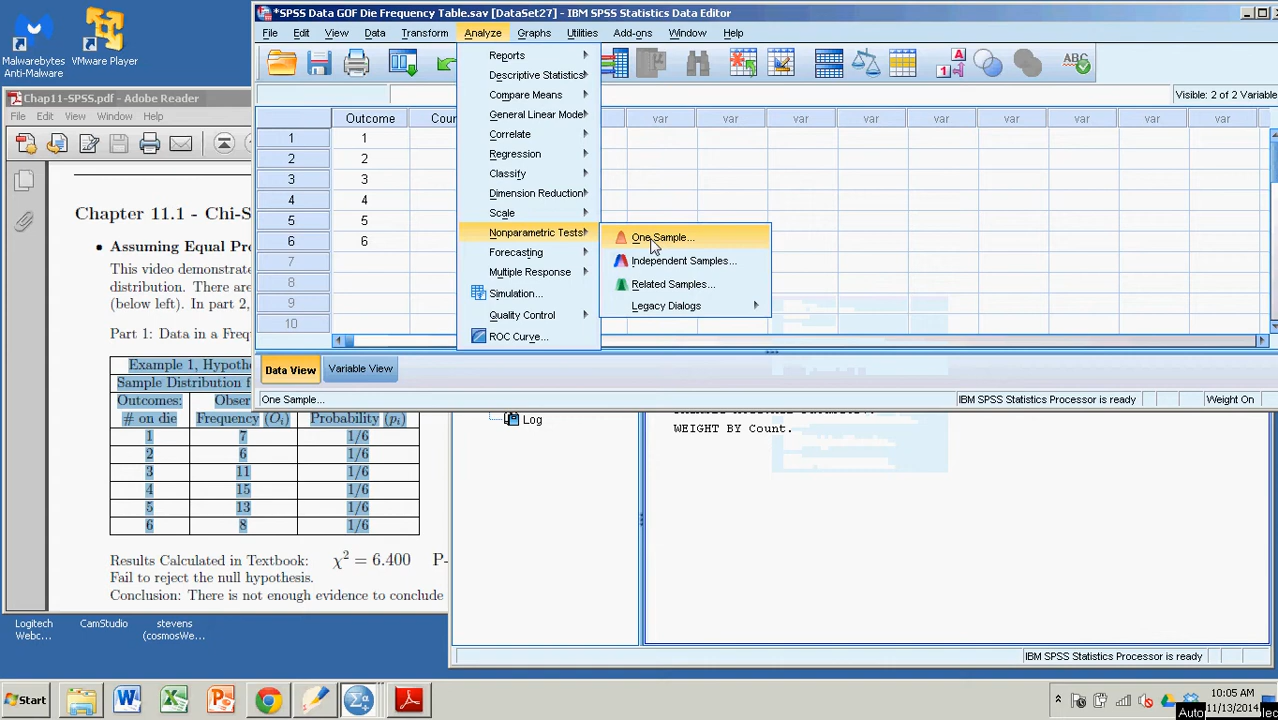 Malwarebytes
Anti-Malware
VMware Player
*SPSS Data GOF Die Frequency Table.sav [DataSet27] - IBM SPSS Statistics Data Editor
File Edit View Data Transform Analyze Graphs Utilities Add-ons Window Help
Visible: 2 of 2 Variable
Outcome Cour var var var var var var var var var
1 1
2 2
3 3
4 4
5 5
6 6
7
8
9
10
Reports
Descriptive Statistics
Compare Means
General Linear Model
Correlate
Regression
Classify
Dimension Reduction
Scale
Nonparametric Tests
Forecasting
Multiple Response
Simulation...
Quality Control
ROC Curve...
One Sample...
Independent Samples...
Related Samples...
Legacy Dialogs
Data View Variable View
One Sample... IBM SPSS Statistics Processor is ready Weight On
Chap11-SPSS.pdf - Adobe Reader
File Edit View Window Help
Chapter 11.1 - Chi-S
• Assuming Equal Pro
This video demonstrate
There are
(below left). In part 2,
Part 1: Data in a Freq
Example 1, Hypothe
Sample Distribution f
Outcomes: Obser
# on die Frequency (Oi) Probability (pi)
1 7 1/6
2 6 1/6
3 11 1/6
4 15 1/6
5 13 1/6
6 8 1/6
Results Calculated in Textbook: χ² = 6.400 P-
Fail to reject the null hypothesis.
Conclusion: There is not enough evidence to conclude
Log
WEIGHT BY Count.
IBM SPSS Statistics Processor is ready
Logitech
Webc...
CamStudio
stevens
(cosmosWe...
Start
10:05 AM
11/13/2014
Auto
lec